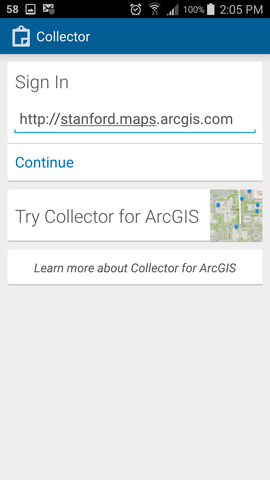 58 100% 2:05 PM
Collector
Sign In
http://stanford.maps.arcgis.com
Continue
Try Collector for ArcGIS
Learn more about Collector for ArcGIS